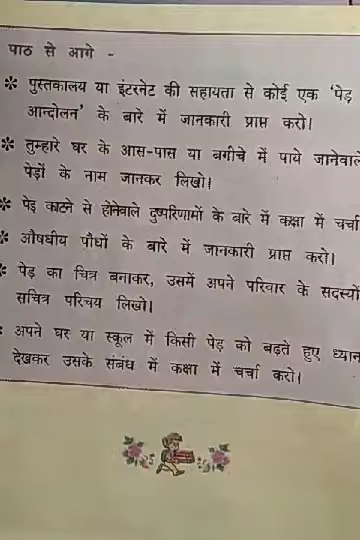 पाठ से आगे -
* पुस्तकालय या इंटरनेट की सहायता से कोई एक 'पेड़
आन्दोलन' के बारे में जानकारी प्राप्त करो।
* तुम्हारे घर के आस-पास या बगीचे में पाये जानेवाले
पेड़ों के नाम जानकर लिखो।
* पेड़ काटने से होनेवाले दुष्परिणामों के बारे में कक्षा में चर्चा
* औषधीय पौधों के बारे में जानकारी प्राप्त करो।
* पेड़ का चित्र बनाकर, उसमें अपने परिवार के सदस्यों
सचित्र परिचय लिखो।
* अपने घर या स्कूल में किसी पेड़ को बढ़ते हुए ध्यान
देखकर उसके संबंध में कक्षा में चर्चा करो।